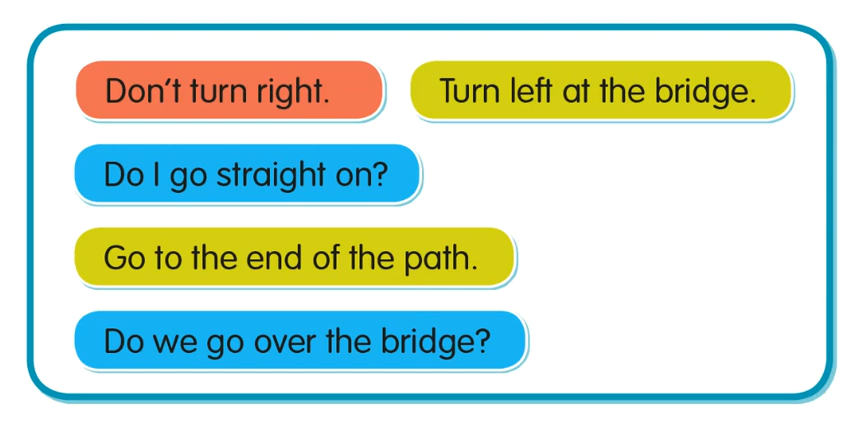 Don't turn right. Turn left at the bridge.
Do I go straight on?
Go to the end of the path.
Do we go over the bridge?